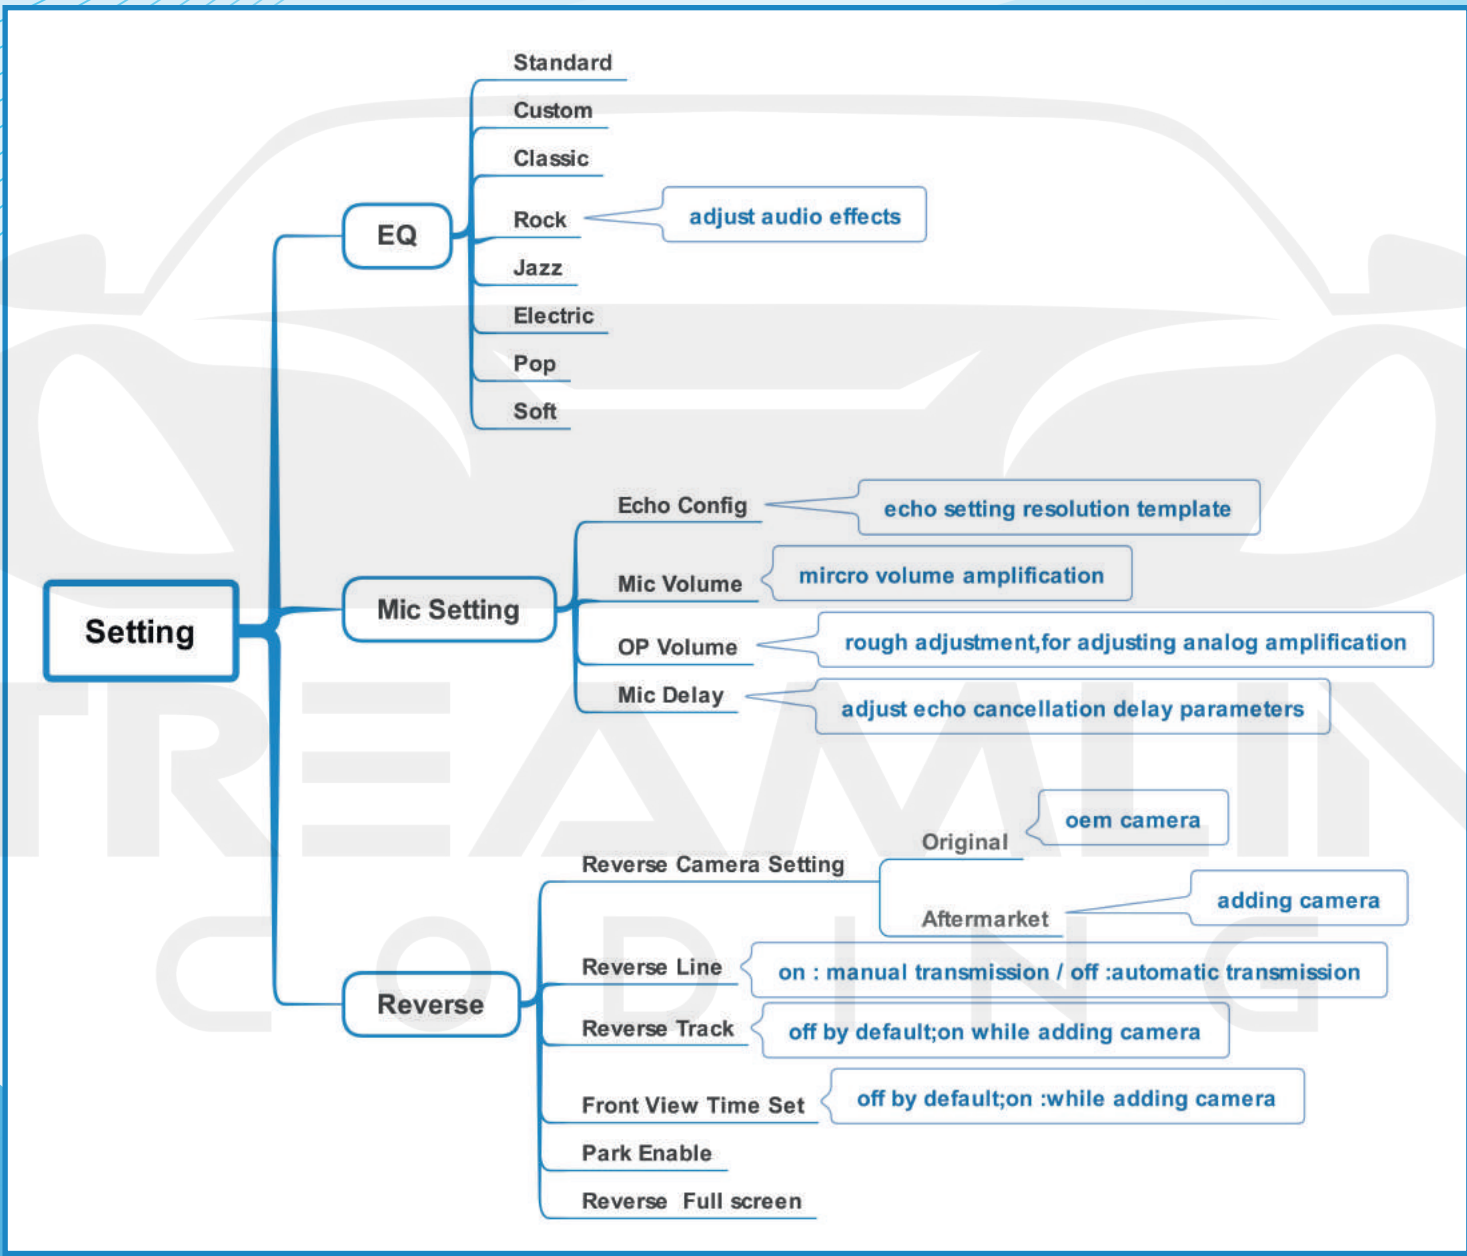 Setting
EQ
Standard
Custom
Classic
Rock
adjust audio effects
Jazz
Electric
Pop
Soft
Mic Setting
Echo Config
echo setting resolution template
Mic Volume
mircro volume amplification
OP Volume
rough adjustment,for adjusting analog amplification
Mic Delay
adjust echo cancellation delay parameters
Reverse
Reverse Camera Setting
Original
oem camera
Aftermarket
adding camera
Reverse Line
on : manual transmission / off :automatic transmission
Reverse Track
off by default;on while adding camera
Front View Time Set
off by default;on :while adding camera
Park Enable
Reverse Full screen
TREAMLIN
CODING